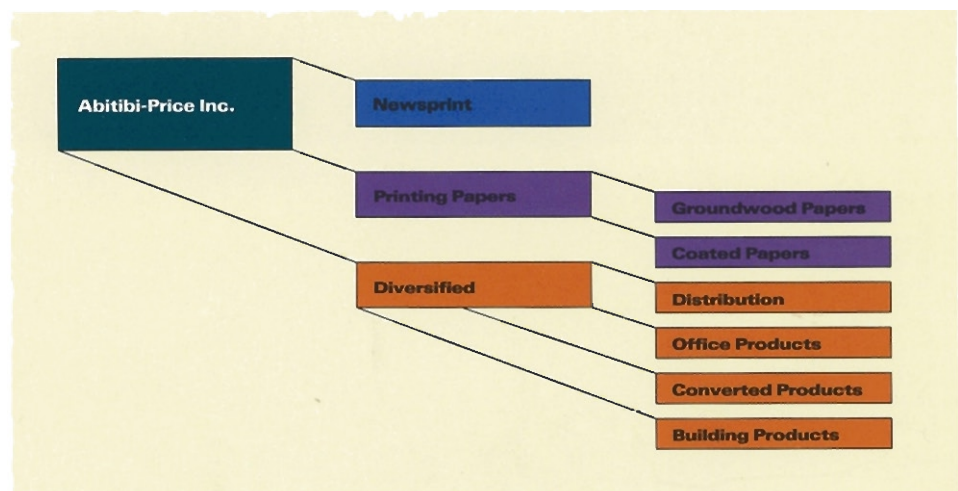 Abitibi-Price Inc.
Newsprint
Printing Papers
Groundwood Papers
Coated Papers
Diversified
Distribution
Office Products
Converted Products
Building Products